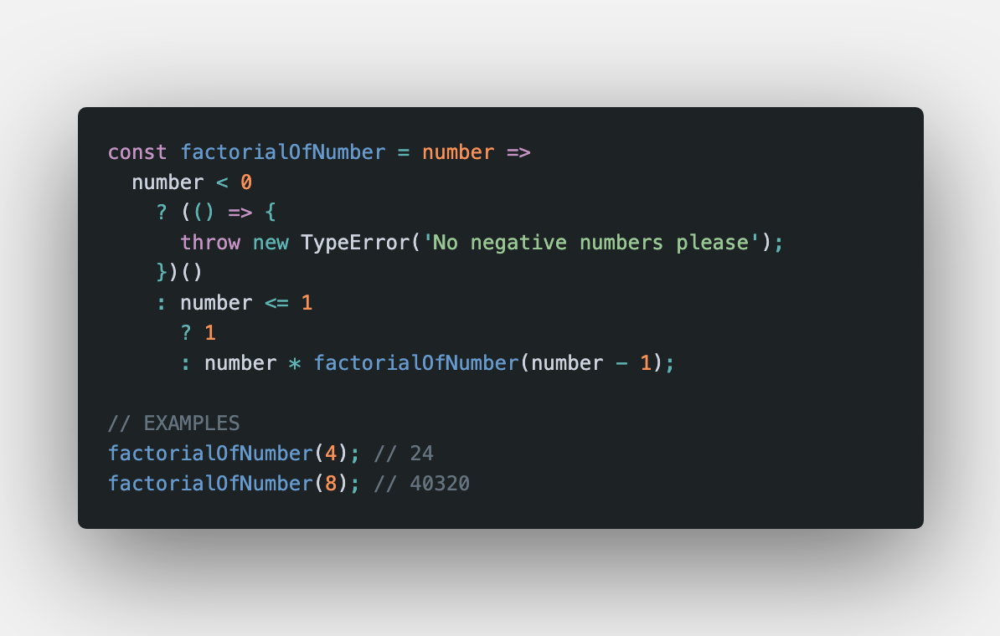 const factorialOfNumber = number =>
  number < 0
    ? (() => {
      throw new TypeError('No negative numbers please');
    })()
    : number <= 1
      ? 1
      : number * factorialOfNumber(number - 1);

// EXAMPLES
factorialOfNumber(4); // 24
factorialOfNumber(8); // 40320